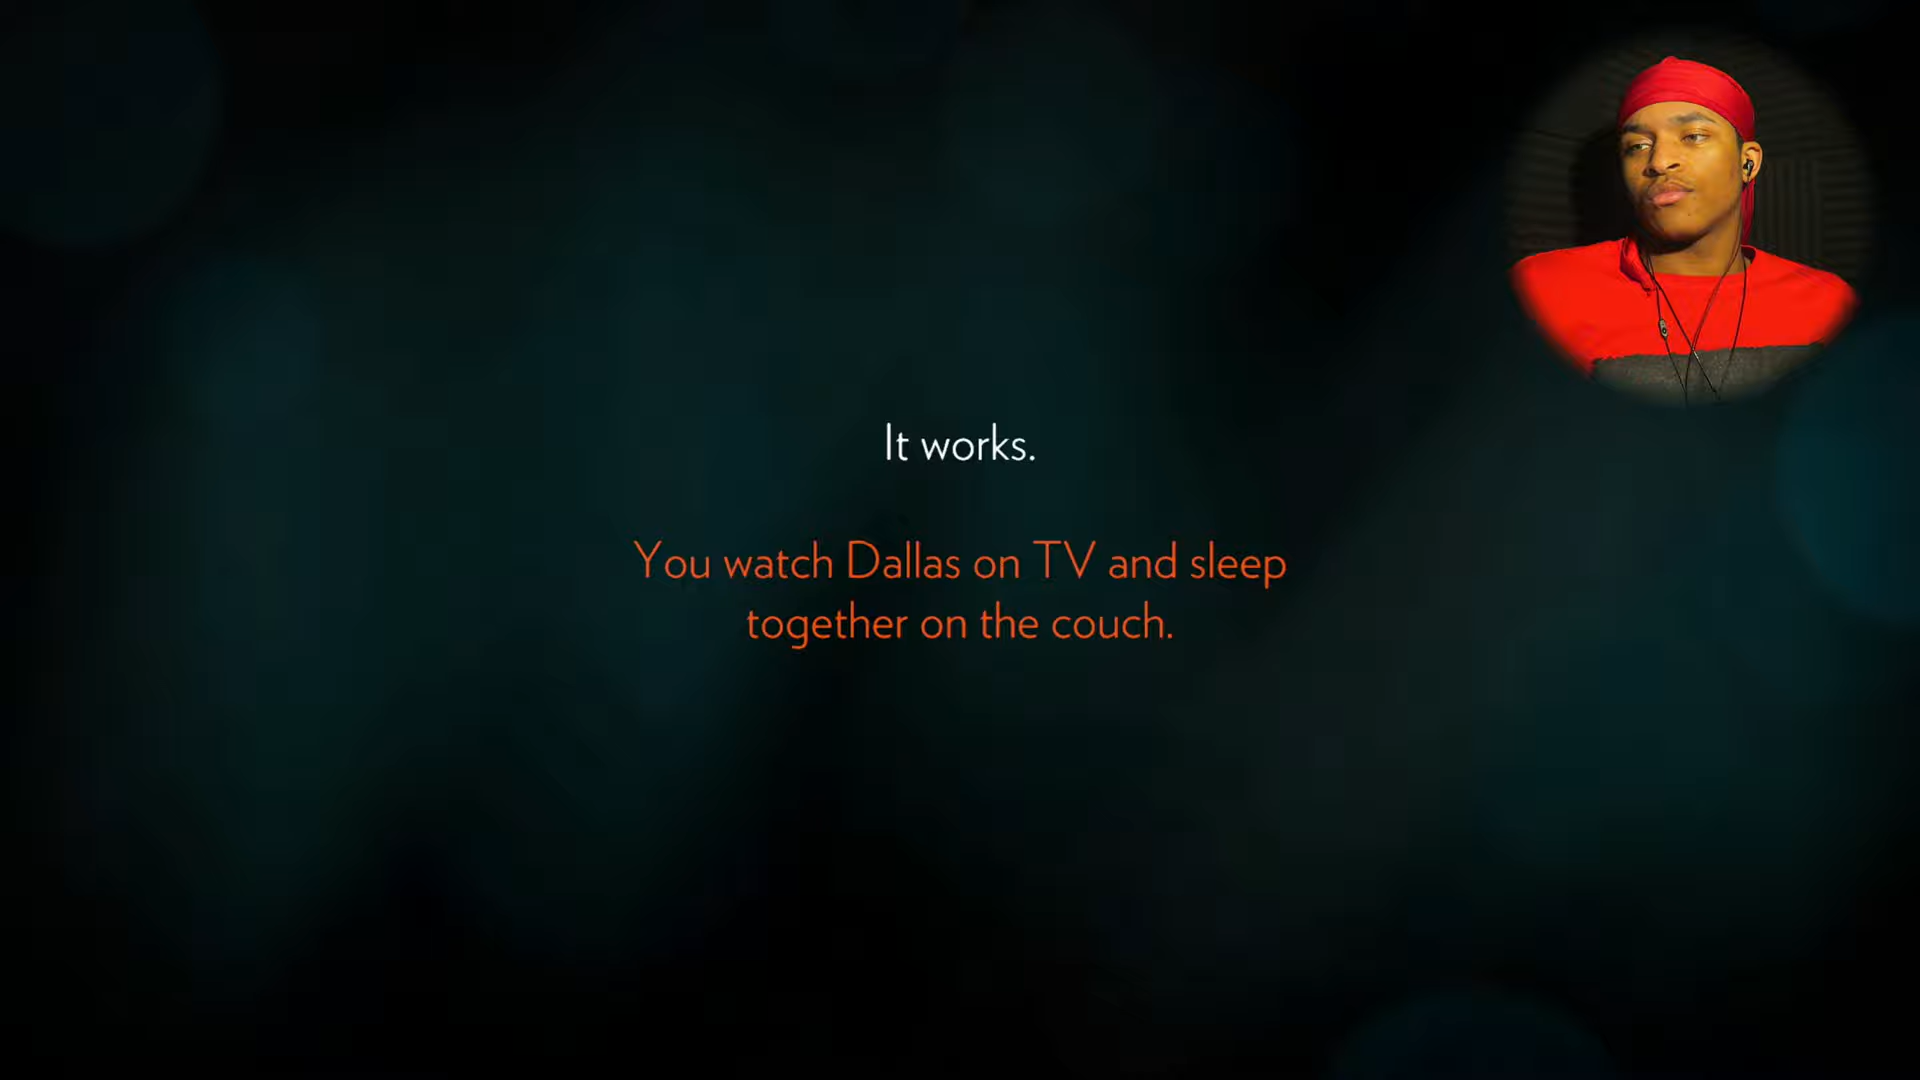 It works.
You watch Dallas on TV and sleep
together on the couch.